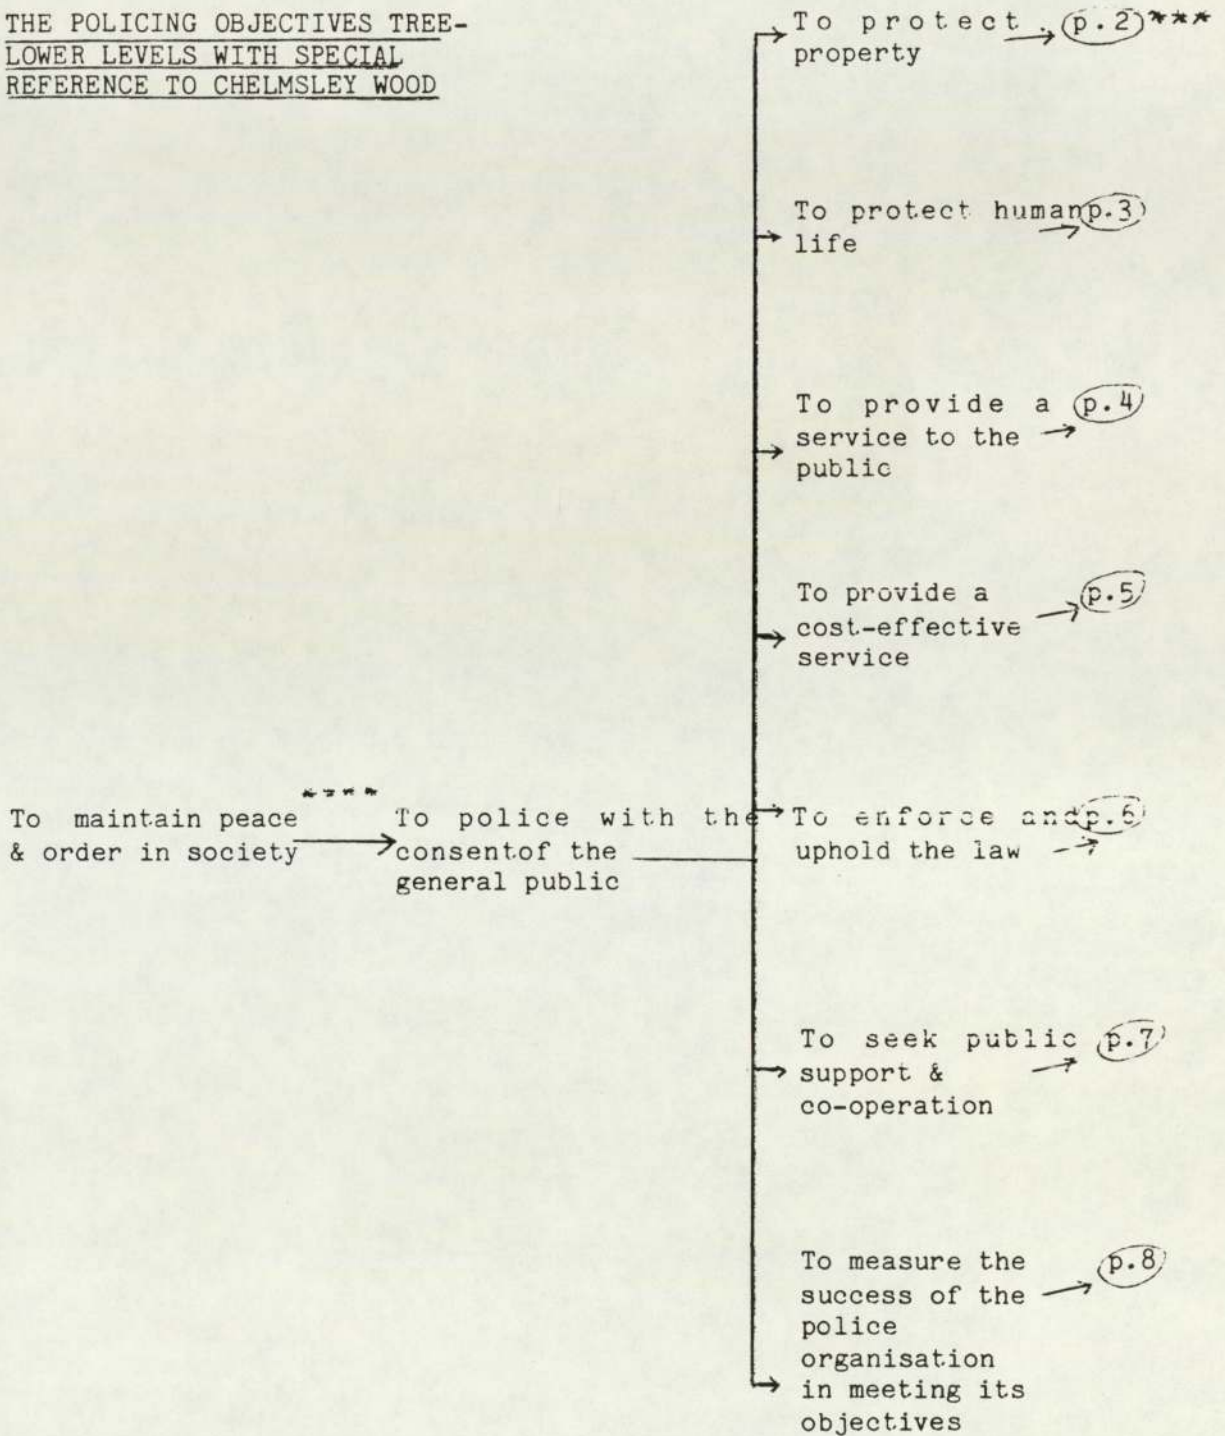 THE POLICING OBJECTIVES TREE-
LOWER LEVELS WITH SPECIAL
REFERENCE TO CHELMSLEY WOOD
To protect . p.2 ***
property
To protect human p.3
life
To provide a p.4
service to the
public
To provide a p.5
cost-effective
service
****
To maintain peace
& order in society
To police with the
consentof the
general public
To enforce and p.6
uphold the law
To seek public p.7
support &
co-operation
To measure the p.8
success of the
police
organisation
in meeting its
objectives